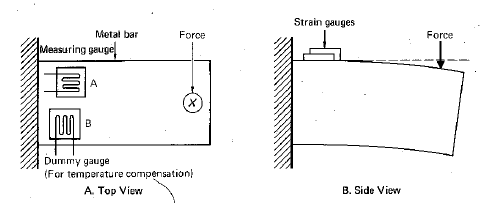 Strain gauges
Metal bar
Force
Force
Measuring gauge
A
X
B
Dummy gauge
(For temperature compensation)
A. Top View
B. Side View